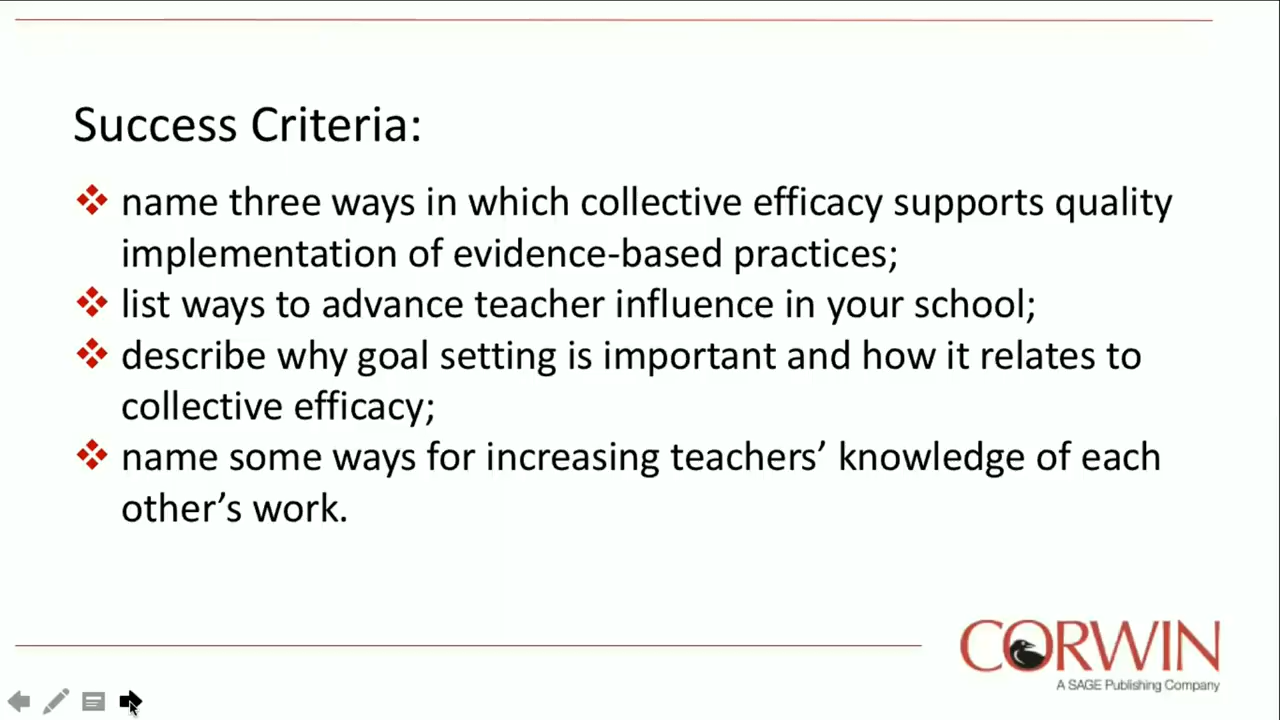 Success Criteria:
name three ways in which collective efficacy supports quality
implementation of evidence-based practices;
list ways to advance teacher influence in your school;
describe why goal setting is important and how it relates to
collective efficacy;
name some ways for increasing teachers’ knowledge of each
other’s work.
CORWIN
A SAGE Publishing Company